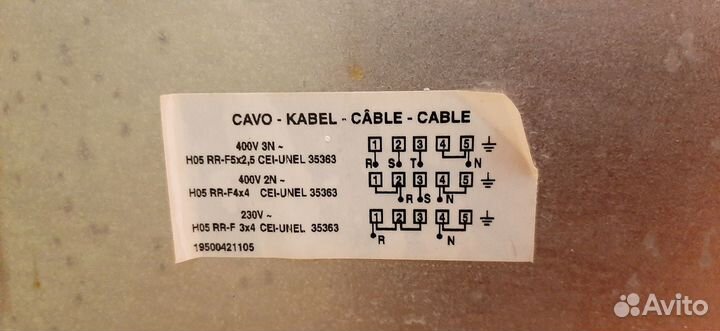 CAVO - KABEL - CÂBLE - CABLE
400V 3N ~ 1 2 3 4 5
H05 RR-F5x2,5 CEI-UNEL 35363 R S T N
400V 2N ~ 1 2 3 4 5
H05 RR-F4x4 CEI-UNEL 35363 R S N
230V ~ 1 2 3 4 5
H05 RR-F 3x4 CEI-UNEL 35363 R N
19500421105
Avito